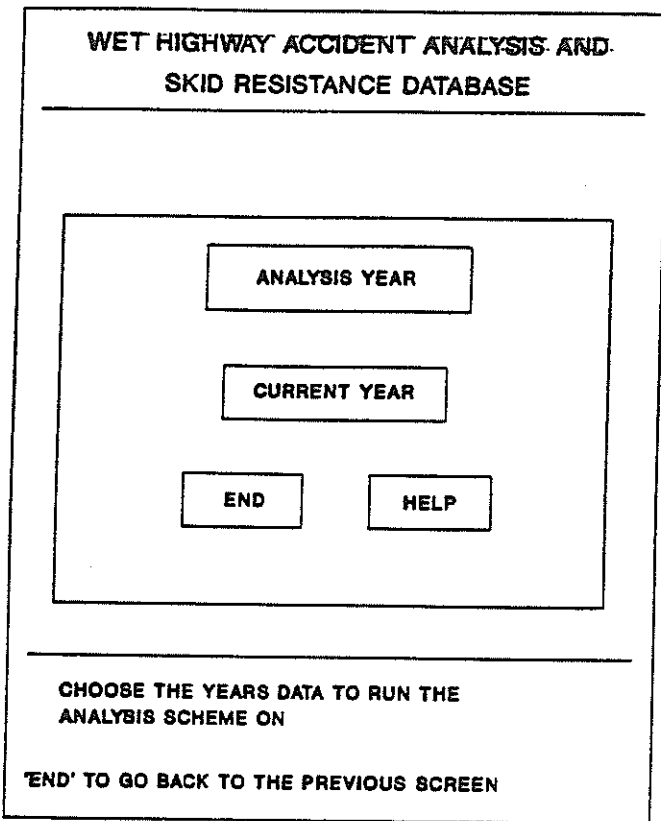 WET HIGHWAY ACCIDENT ANALYSIS AND
SKID RESISTANCE DATABASE
ANALYSIS YEAR
CURRENT YEAR
END HELP
CHOOSE THE YEARS DATA TO RUN THE
ANALYSIS SCHEME ON
'END' TO GO BACK TO THE PREVIOUS SCREEN